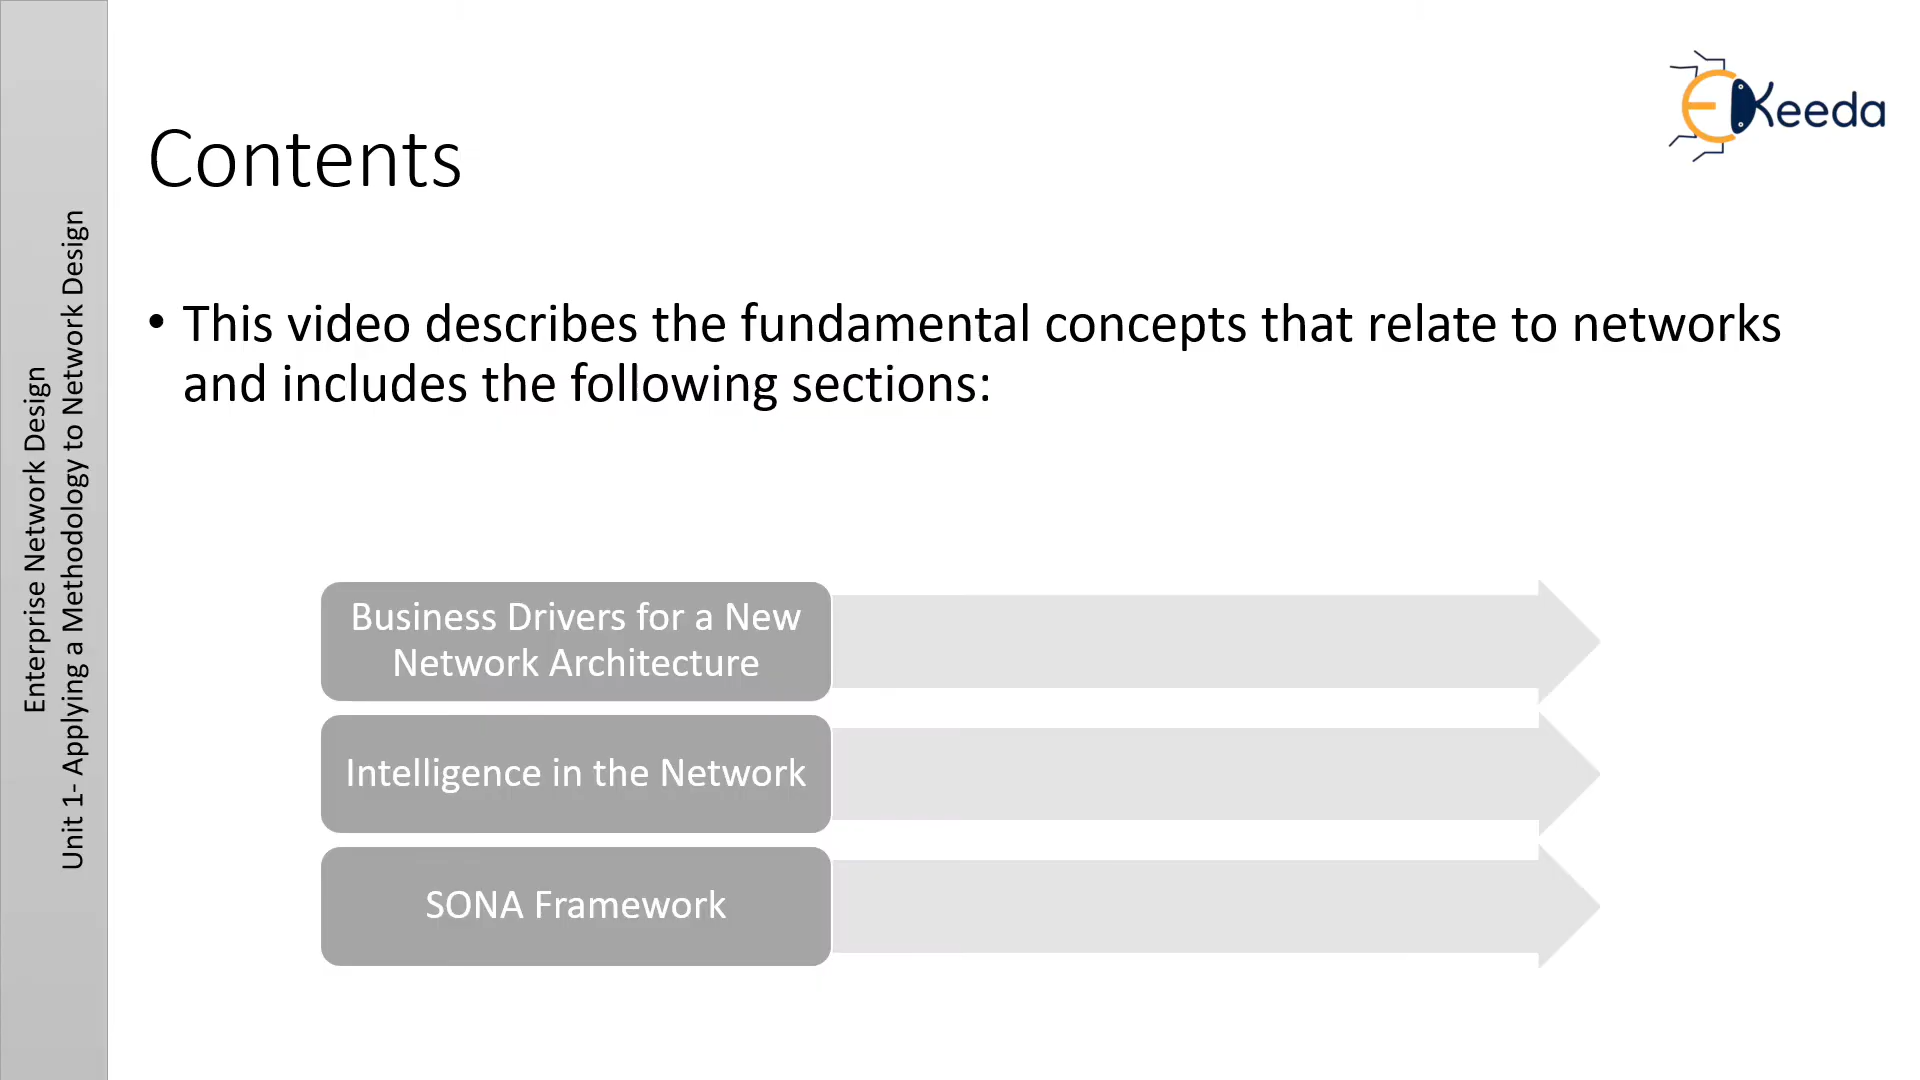 Enterprise Network Design
Unit 1- Applying a Methodology to Network Design
EKeeda
Contents
• This video describes the fundamental concepts that relate to networks
and includes the following sections:
Business Drivers for a New
Network Architecture
Intelligence in the Network
SONA Framework